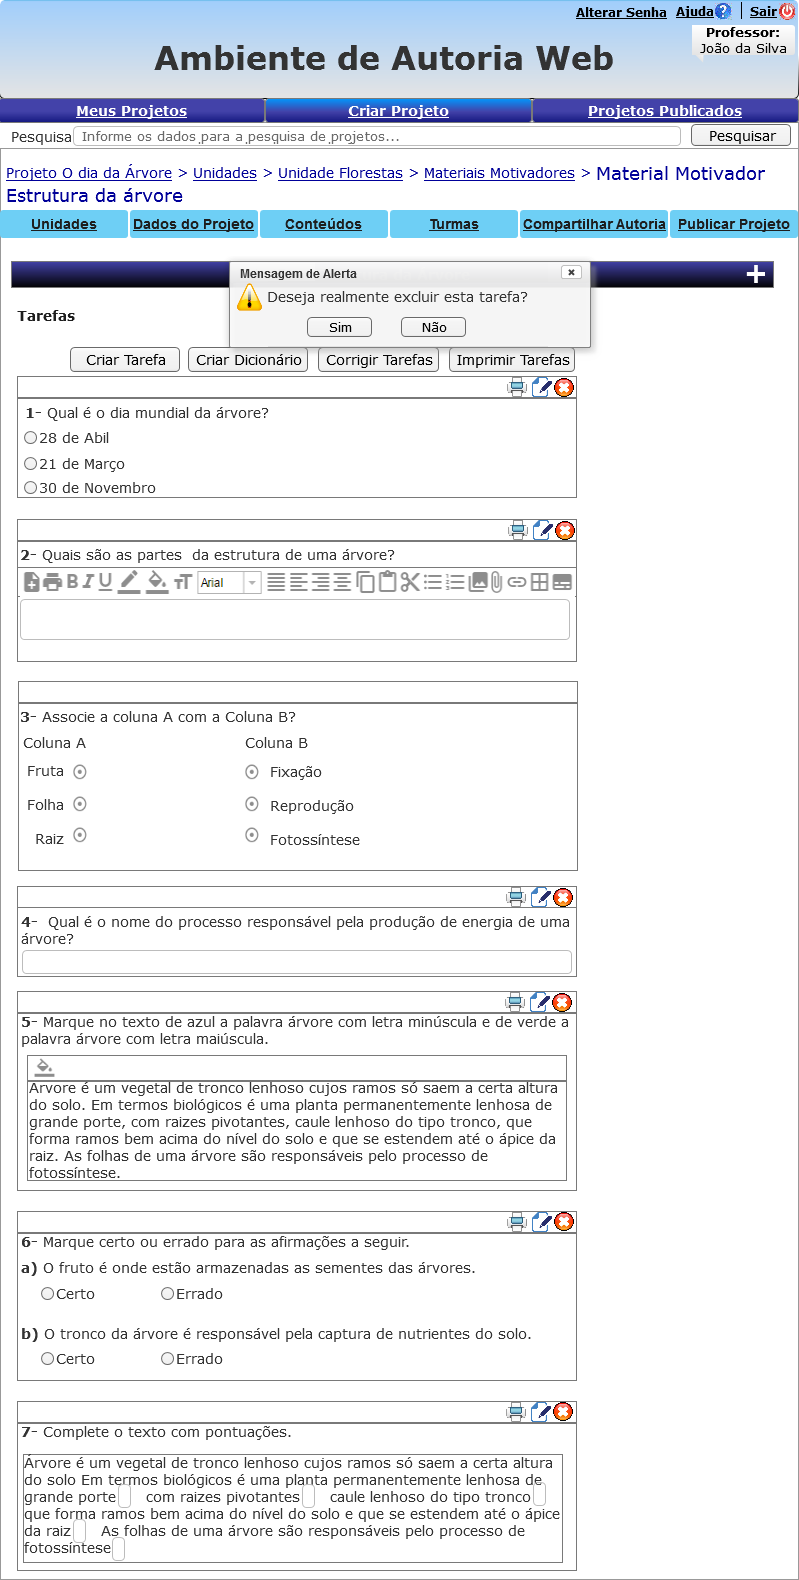 Alterar Senha Ajuda Sair
Professor:
João da Silva
Ambiente de Autoria Web
Meus Projetos Criar Projeto Projetos Publicados
Pesquisa Informe os dados para a pesquisa de projetos... Pesquisar
Projeto O dia da Árvore > Unidades > Unidade Florestas > Materiais Motivadores > Material Motivador
Estrutura da árvore
Unidades Dados do Projeto Conteúdos Turmas Compartilhar Autoria Publicar Projeto
Mensagem de Alerta
Deseja realmente excluir esta tarefa?
Sim Não
Tarefas
Criar Tarefa Criar Dicionário Corrigir Tarefas Imprimir Tarefas
1- Qual é o dia mundial da árvore?
28 de Abil
21 de Março
30 de Novembro
2- Quais são as partes da estrutura de uma árvore?
Arial
3- Associe a coluna A com a Coluna B?
Coluna A Coluna B
Fruta Fixação
Folha Reprodução
Raiz Fotossíntese
4- Qual é o nome do processo responsável pela produção de energia de uma
árvore?
5- Marque no texto de azul a palavra árvore com letra minúscula e de verde a
palavra árvore com letra maiúscula.
Árvore é um vegetal de tronco lenhoso cujos ramos só saem a certa altura
do solo. Em termos biológicos é uma planta permanentemente lenhosa de
grande porte, com raizes pivotantes, caule lenhoso do tipo tronco, que
forma ramos bem acima do nível do solo e que se estendem até o ápice da
raiz. As folhas de uma árvore são responsáveis pelo processo de
fotossíntese.
6- Marque certo ou errado para as afirmações a seguir.
a) O fruto é onde estão armazenadas as sementes das árvores.
Certo Errado
b) O tronco da árvore é responsável pela captura de nutrientes do solo.
Certo Errado
7- Complete o texto com pontuações.
Árvore é um vegetal de tronco lenhoso cujos ramos só saem a certa altura
do solo Em termos biológicos é uma planta permanentemente lenhosa de
grande porte com raizes pivotantes caule lenhoso do tipo tronco
que forma ramos bem acima do nível do solo e que se estendem até o ápice
da raiz As folhas de uma árvore são responsáveis pelo processo de
fotossíntese